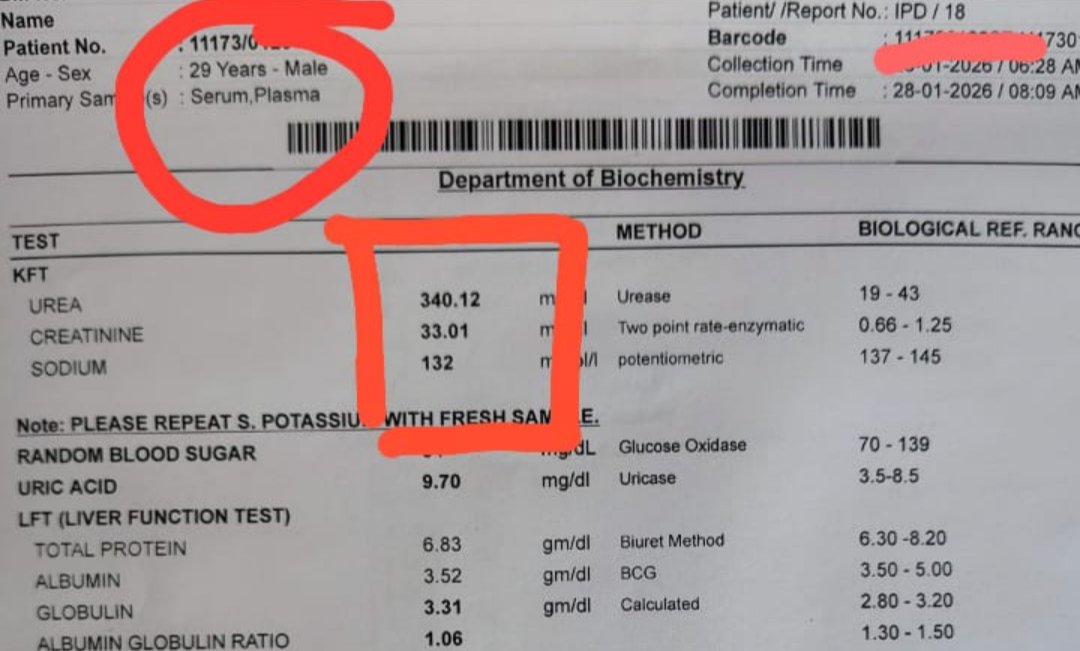 Name
Patient No. : 11173/
Age - Sex : 29 Years - Male
Primary (s) : Serum,Plasma
Patient/ /Report No.: IPD / 18
Barcode :
Collection Time 01-2026 / 06:28 AM
Completion Time : 28-01-2026 / 08:09 AM
Department of Biochemistry
TEST METHOD BIOLOGICAL REF.
KFT
UREA 340.12 Urease 19 - 43
CREATININE 33.01 Two point rate-enzymatic 0.66 - 1.25
SODIUM 132 potentiometric 137 - 145
Note: PLEASE REPEAT S. WITH FRESH
RANDOM BLOOD SUGAR mg/dL Glucose Oxidase 70 - 139
URIC ACID 9.70 mg/dl Uricase 3.5-8.5
LFT (LIVER FUNCTION TEST)
TOTAL PROTEIN 6.83 gm/dl Biuret Method 6.30 -8.20
ALBUMIN 3.52 gm/dl BCG 3.50 - 5.00
GLOBULIN 3.31 gm/dl Calculated 2.80 - 3.20
ALBUMIN GLOBULIN RATIO 1.06 1.30 - 1.50